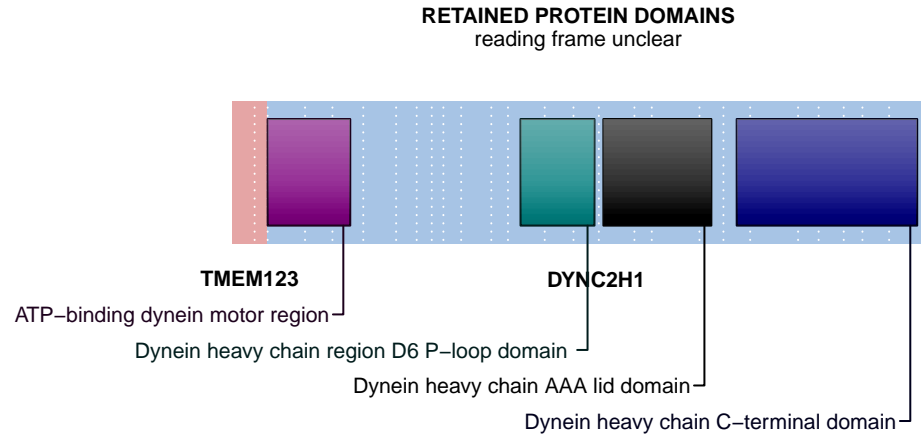 RETAINED PROTEIN DOMAINS
reading frame unclear
TMEM123 DYNC2H1
ATP−binding dynein motor region
Dynein heavy chain region D6 P−loop domain
Dynein heavy chain AAA lid domain
Dynein heavy chain C−terminal domain